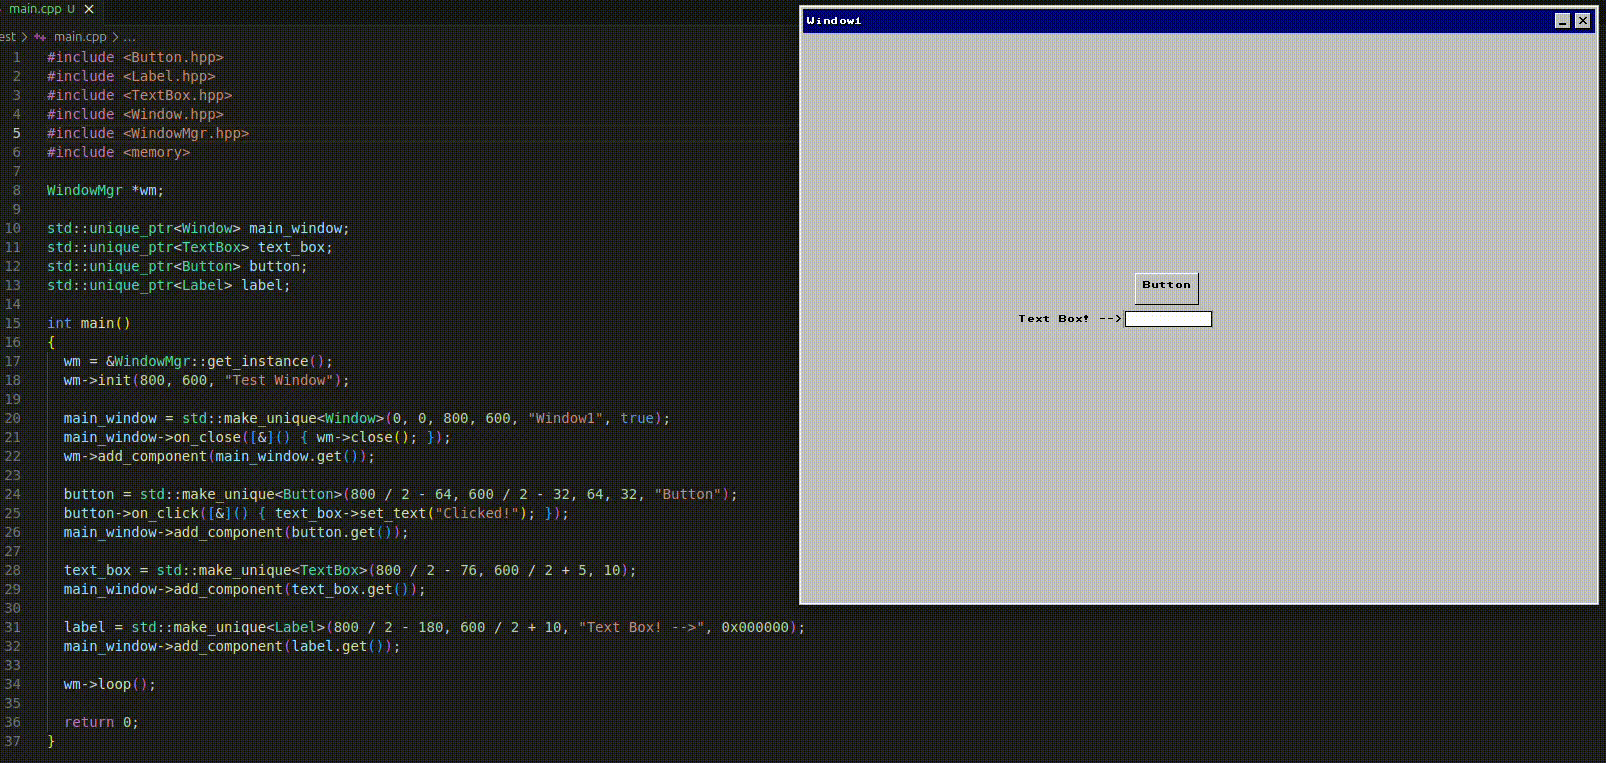 main.cpp U
est > main.cpp > ...
1 #include <Button.hpp>
2 #include <Label.hpp>
3 #include <TextBox.hpp>
4 #include <Window.hpp>
5 #include <WindowMgr.hpp>
6 #include <memory>
7
8 WindowMgr *wm;
9
10 std::unique_ptr<Window> main_window;
11 std::unique_ptr<TextBox> text_box;
12 std::unique_ptr<Button> button;
13 std::unique_ptr<Label> label;
14
15 int main()
16 {
17   wm = &WindowMgr::get_instance();
18   wm->init(800, 600, "Test Window");
19
20   main_window = std::make_unique<Window>(0, 0, 800, 600, "Window1", true);
21   main_window->on_close([&]() { wm->close(); });
22   wm->add_component(main_window.get());
23
24   button = std::make_unique<Button>(800 / 2 - 64, 600 / 2 - 32, 64, 32, "Button");
25   button->on_click([&]() { text_box->set_text("Clicked!"); });
26   main_window->add_component(button.get());
27
28   text_box = std::make_unique<TextBox>(800 / 2 - 76, 600 / 2 + 5, 10);
29   main_window->add_component(text_box.get());
30
31   label = std::make_unique<Label>(800 / 2 - 180, 600 / 2 + 10, "Text Box! -->", 0x000000);
32   main_window->add_component(label.get());
33
34   wm->loop();
35
36   return 0;
37 }
Window1
Button
Text Box! -->